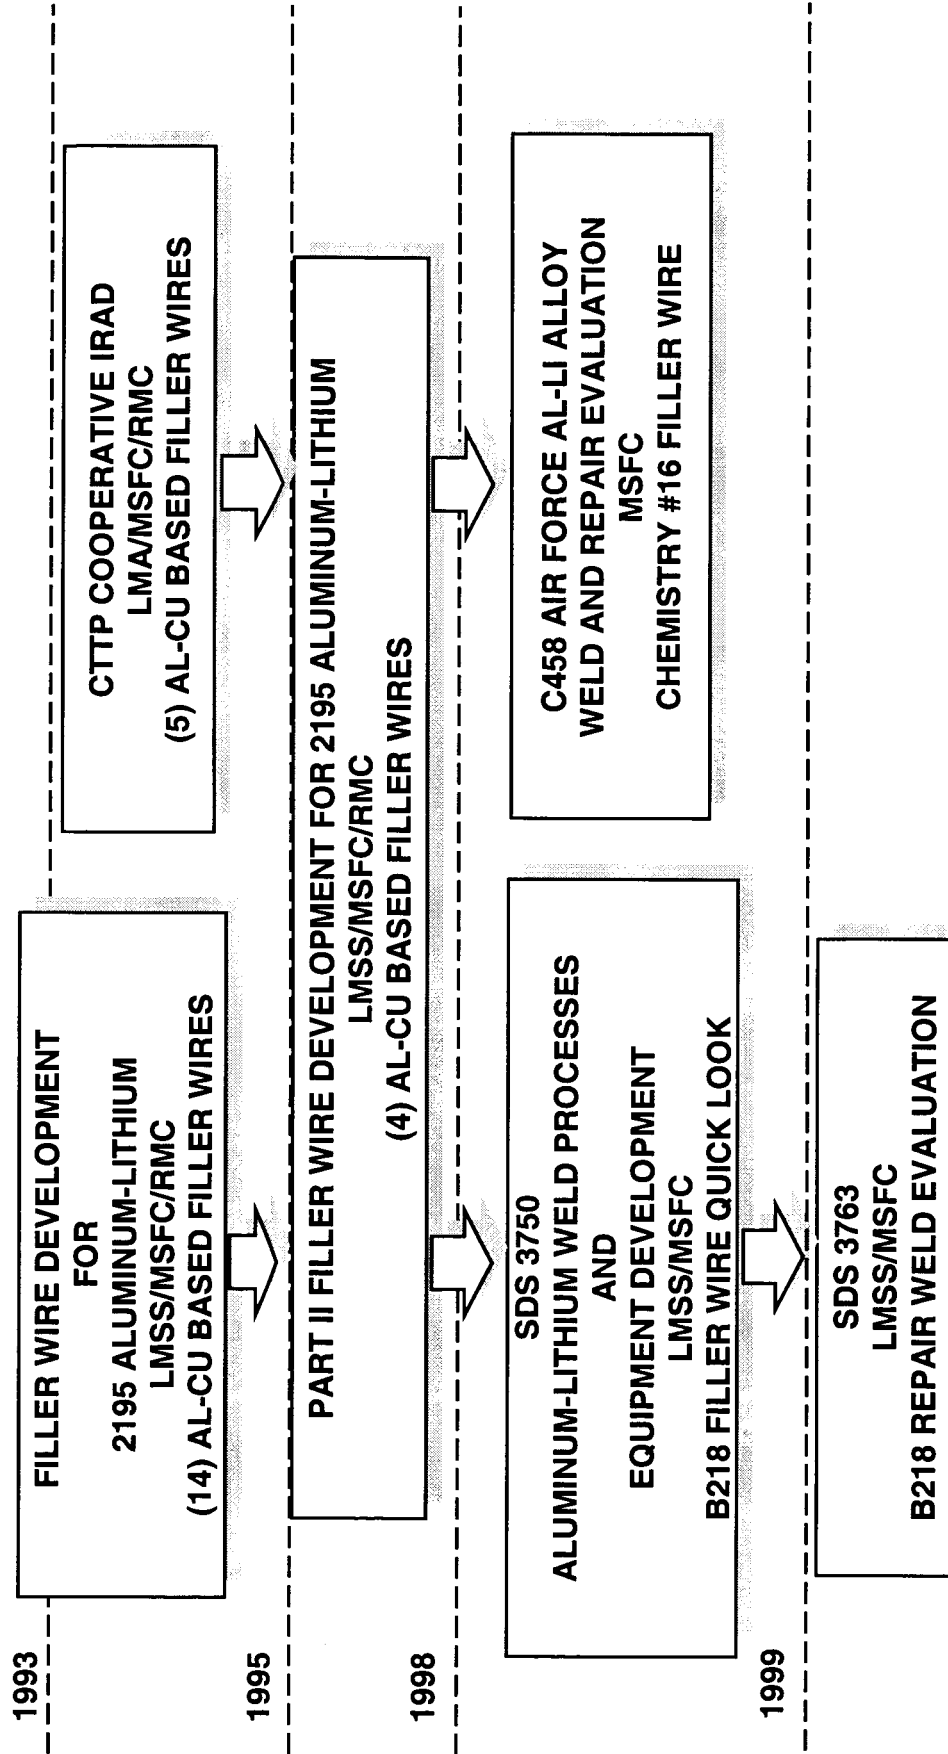 1993
FILLER WIRE DEVELOPMENT
FOR
2195 ALUMINUM-LITHIUM
LMSS/MSFC/RMC
(14) AL-CU BASED FILLER WIRES
CTTP COOPERATIVE IRAD
LMA/MSFC/RMC
(5) AL-CU BASED FILLER WIRES
1995
PART II FILLER WIRE DEVELOPMENT FOR 2195 ALUMINUM-LITHIUM
LMSS/MSFC/RMC
(4) AL-CU BASED FILLER WIRES
1998
SDS 3750
ALUMINUM-LITHIUM WELD PROCESSES
AND
EQUIPMENT DEVELOPMENT
LMSS/MSFC
B218 FILLER WIRE QUICK LOOK
C458 AIR FORCE AL-LI ALLOY
WELD AND REPAIR EVALUATION
MSFC
CHEMISTRY #16 FILLER WIRE
1999
SDS 3763
LMSS/MSFC
B218 REPAIR WELD EVALUATION